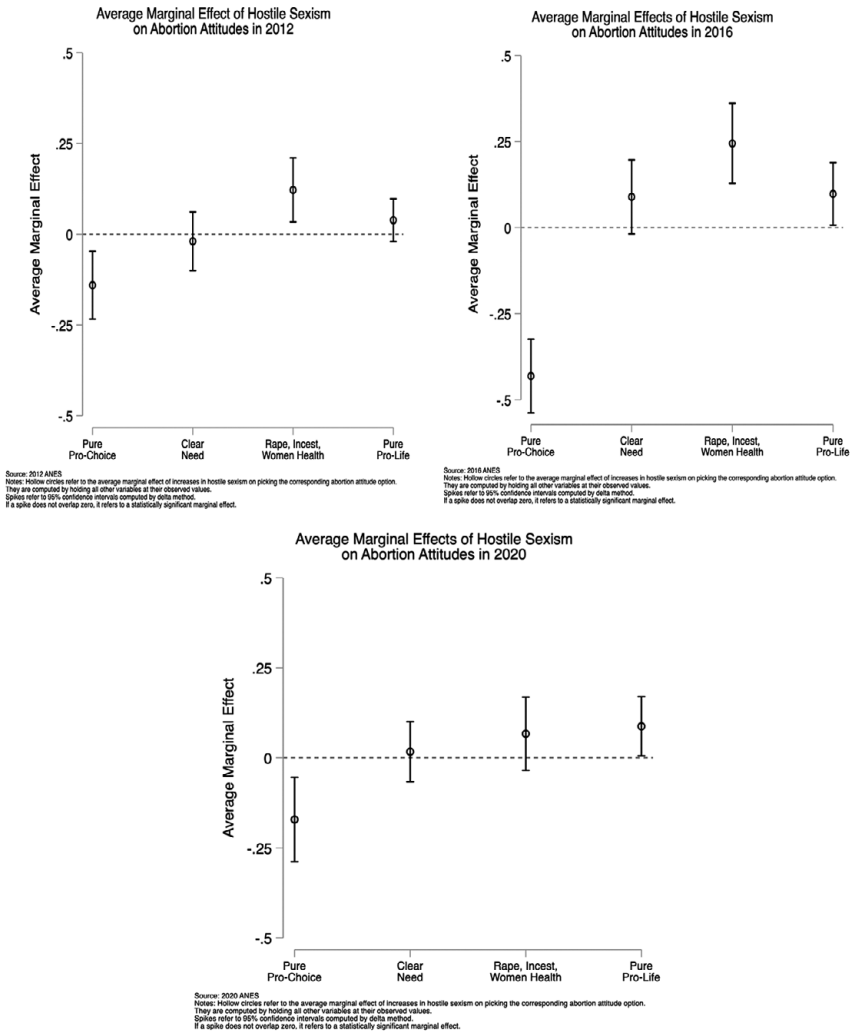 Average Marginal Effect of Hostile Sexism
on Abortion Attitudes in 2012
.5
.25
0
-.25
-.5
Average Marginal Effect
Pure
Pro-Choice
Clear
Need
Rape, Incest,
Women Health
Pure
Pro-Life
Source: 2012 ANES
Notes: Hollow circles refer to the average marginal effect of increases in hostile sexism on picking the corresponding abortion attitude option.
They are computed by holding all other variables at their observed values.
Spikes refer to 95% confidence intervals computed by delta method.
If a spike does not overlap zero, it refers to a statistically significant marginal effect.
Average Marginal Effects of Hostile Sexism
on Abortion Attitudes in 2016
.5
.25
0
-.25
-.5
Average Marginal Effect
Pure
Pro-Choice
Clear
Need
Rape, Incest,
Women Health
Pure
Pro-Life
Source: 2016 ANES
Notes: Hollow circles refer to the average marginal effect of increases in hostile sexism on picking the corresponding abortion attitude option.
They are computed by holding all other variables at their observed values.
Spikes refer to 95% confidence intervals computed by delta method.
If a spike does not overlap zero, it refers to a statistically significant marginal effect.
Average Marginal Effects of Hostile Sexism
on Abortion Attitudes in 2020
.5
.25
0
-.25
-.5
Average Marginal Effect
Pure
Pro-Choice
Clear
Need
Rape, Incest,
Women Health
Pure
Pro-Life
Source: 2020 ANES
Notes: Hollow circles refer to the average marginal effect of increases in hostile sexism on picking the corresponding abortion attitude option.
They are computed by holding all other variables at their observed values.
Spikes refer to 95% confidence intervals computed by delta method.
If a spike does not overlap zero, it refers to a statistically significant marginal effect.